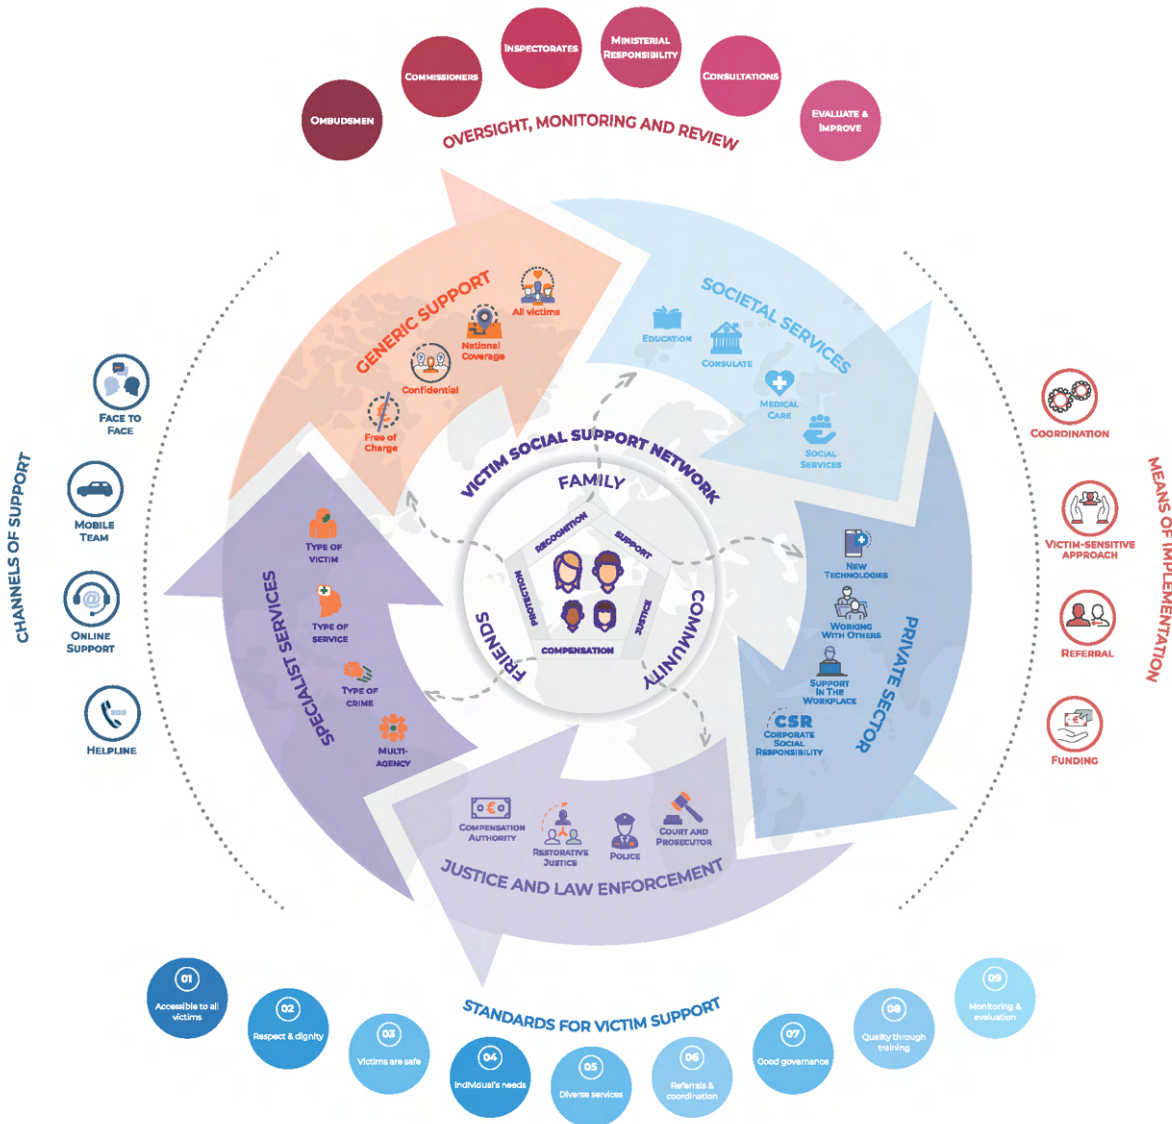 OMBUDSMEN
COMMISSIONERS
INSPECTORATES
MINISTERIAL
RESPONSIBILITY
CONSULTATIONS
EVALUATE &
IMPROVE
OVERSIGHT, MONITORING AND REVIEW
CHANNELS OF SUPPORT
FACE TO
FACE
MOBILE
TEAM
@
ONLINE
SUPPORT
HELPLINE
GENERIC SUPPORT
All victims
National
Coverage
Confidential
€
Free of
Charge
SOCIETAL SERVICES
EDUCATION
CONSULATE
MEDICAL
CARE
SOCIAL
SERVICES
PRIVATE SECTOR
NEW
TECHNOLOGIES
WORKING
WITH OTHERS
SUPPORT
IN THE
WORKPLACE
CSR
CORPORATE
SOCIAL
RESPONSIBILITY
JUSTICE AND LAW ENFORCEMENT
€
COMPENSATION
AUTHORITY
RESTORATIVE
JUSTICE
POLICE
COURT AND
PROSECUTOR
SPECIALIST SERVICES
TYPE OF
VICTIM
TYPE OF
SERVICE
TYPE OF
CRIME
MULTI-
AGENCY
VICTIM SOCIAL SUPPORT NETWORK
FAMILY
COMMUNITY
FRIENDS
RECOGNITION
SUPPORT
JUSTICE
COMPENSATION
PROTECTION
MEANS OF IMPLEMENTATION
COORDINATION
VICTIM-SENSITIVE
APPROACH
REFERRAL
€
FUNDING
STANDARDS FOR VICTIM SUPPORT
01
Accessible to all
victims
02
Respect & dignity
03
Victims are safe
04
Individual's needs
05
Diverse services
06
Referrals &
coordination
07
Good governance
08
Quality through
training
09
Monitoring &
evaluation